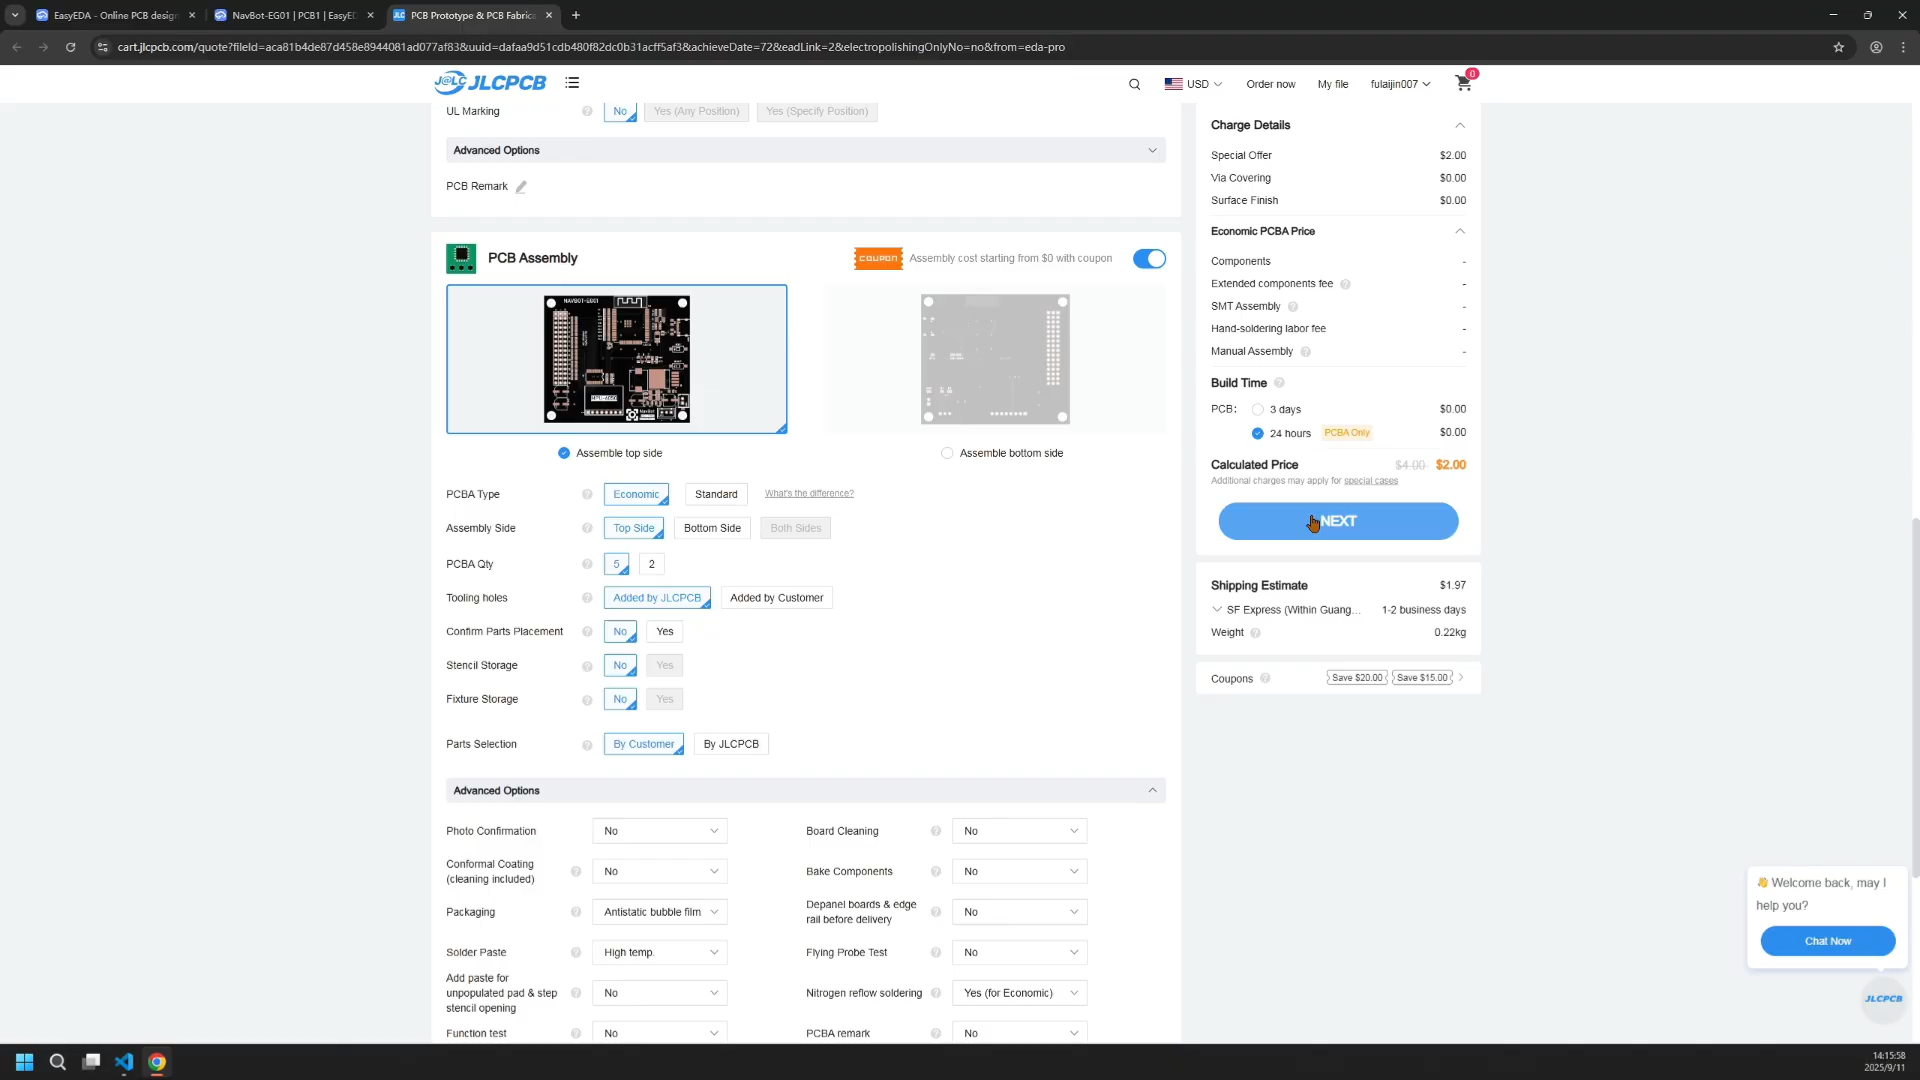 EasyEDA - Online PCB design
NavBot-EG01 | PCB1 | EasyED
PCB Prototype & PCB Fabrica
cart.jlcpcb.com/quote?fileId=aca81b4de87d458e8944081ad077af83&uuid=dafaa9d51cdb480f82dc0b31acff5af3&achieveDate=72&eadLink=2&electropolishingOnlyNo=no&from=eda-pro
J@LC JLCPCB
USD
Order now
My file
fulaijin007
0
UL Marking
No
Yes (Any Position)
Yes (Specify Position)
Advanced Options
PCB Remark
PCB Assembly
COUPON
Assembly cost starting from $0 with coupon
NAVBOT-EG01
Assemble top side
Assemble bottom side
PCBA Type
Economic
Standard
What's the difference?
Assembly Side
Top Side
Bottom Side
Both Sides
PCBA Qty
5
2
Tooling holes
Added by JLCPCB
Added by Customer
Confirm Parts Placement
No
Yes
Stencil Storage
No
Yes
Fixture Storage
No
Yes
Parts Selection
By Customer
By JLCPCB
Advanced Options
Photo Confirmation
No
Board Cleaning
No
Conformal Coating
(cleaning included)
No
Bake Components
No
Packaging
Antistatic bubble film
Depanel boards & edge
rail before delivery
No
Solder Paste
High temp.
Flying Probe Test
No
Add paste for
unpopulated pad & step
stencil opening
No
Nitrogen reflow soldering
Yes (for Economic)
Function test
No
PCBA remark
No
Charge Details
Special Offer $2.00
Via Covering $0.00
Surface Finish $0.00
Economic PCBA Price
Components -
Extended components fee -
SMT Assembly -
Hand-soldering labor fee -
Manual Assembly -
Build Time
PCB: 3 days $0.00
24 hours PCBA Only $0.00
Calculated Price $4.00 $2.00
Additional charges may apply for special cases
NEXT
Shipping Estimate $1.97
SF Express (Within Guang... 1-2 business days
Weight 0.22kg
Coupons Save $20.00 Save $15.00
👋 Welcome back, may I
help you?
Chat Now
JLCPCB
14:15:58
2025/9/11